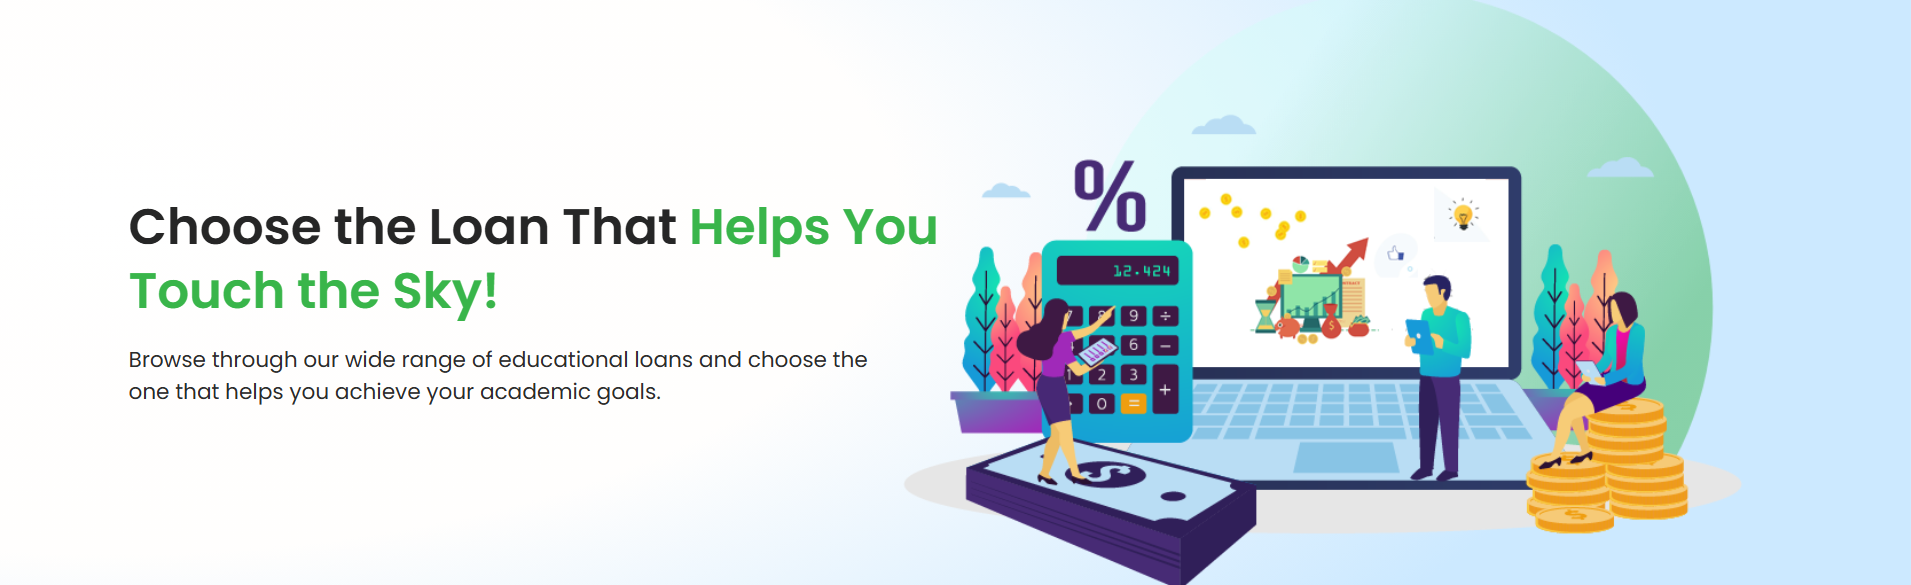 Choose the Loan That Helps You
Touch the Sky!
Browse through our wide range of educational loans and choose the
one that helps you achieve your academic goals.
%
12.424
9 ÷
6 −
1 2 3
+
0 =